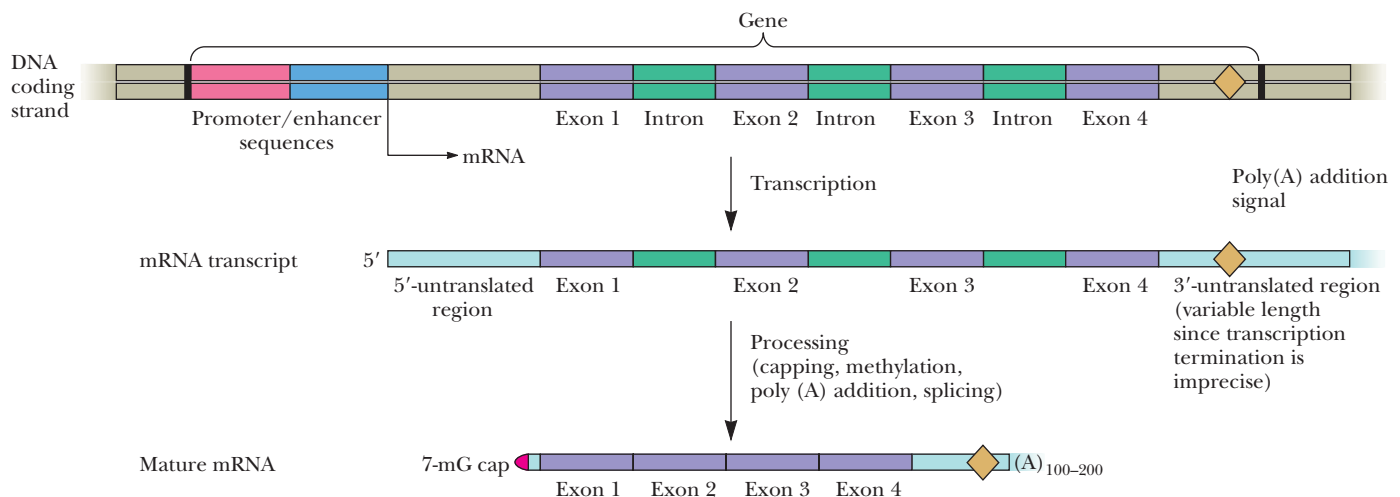 Gene
DNA
coding
strand
Promoter/enhancer
sequences
Exon 1 Intron Exon 2 Intron Exon 3 Intron Exon 4
mRNA
Transcription
Poly(A) addition
signal
mRNA transcript 5′
5′-untranslated
region
Exon 1 Exon 2 Exon 3 Exon 4
3′-untranslated region
(variable length
since transcription
termination is
imprecise)
Processing
(capping, methylation,
poly (A) addition, splicing)
Mature mRNA 7-mG cap (A)100–200
Exon 1 Exon 2 Exon 3 Exon 4